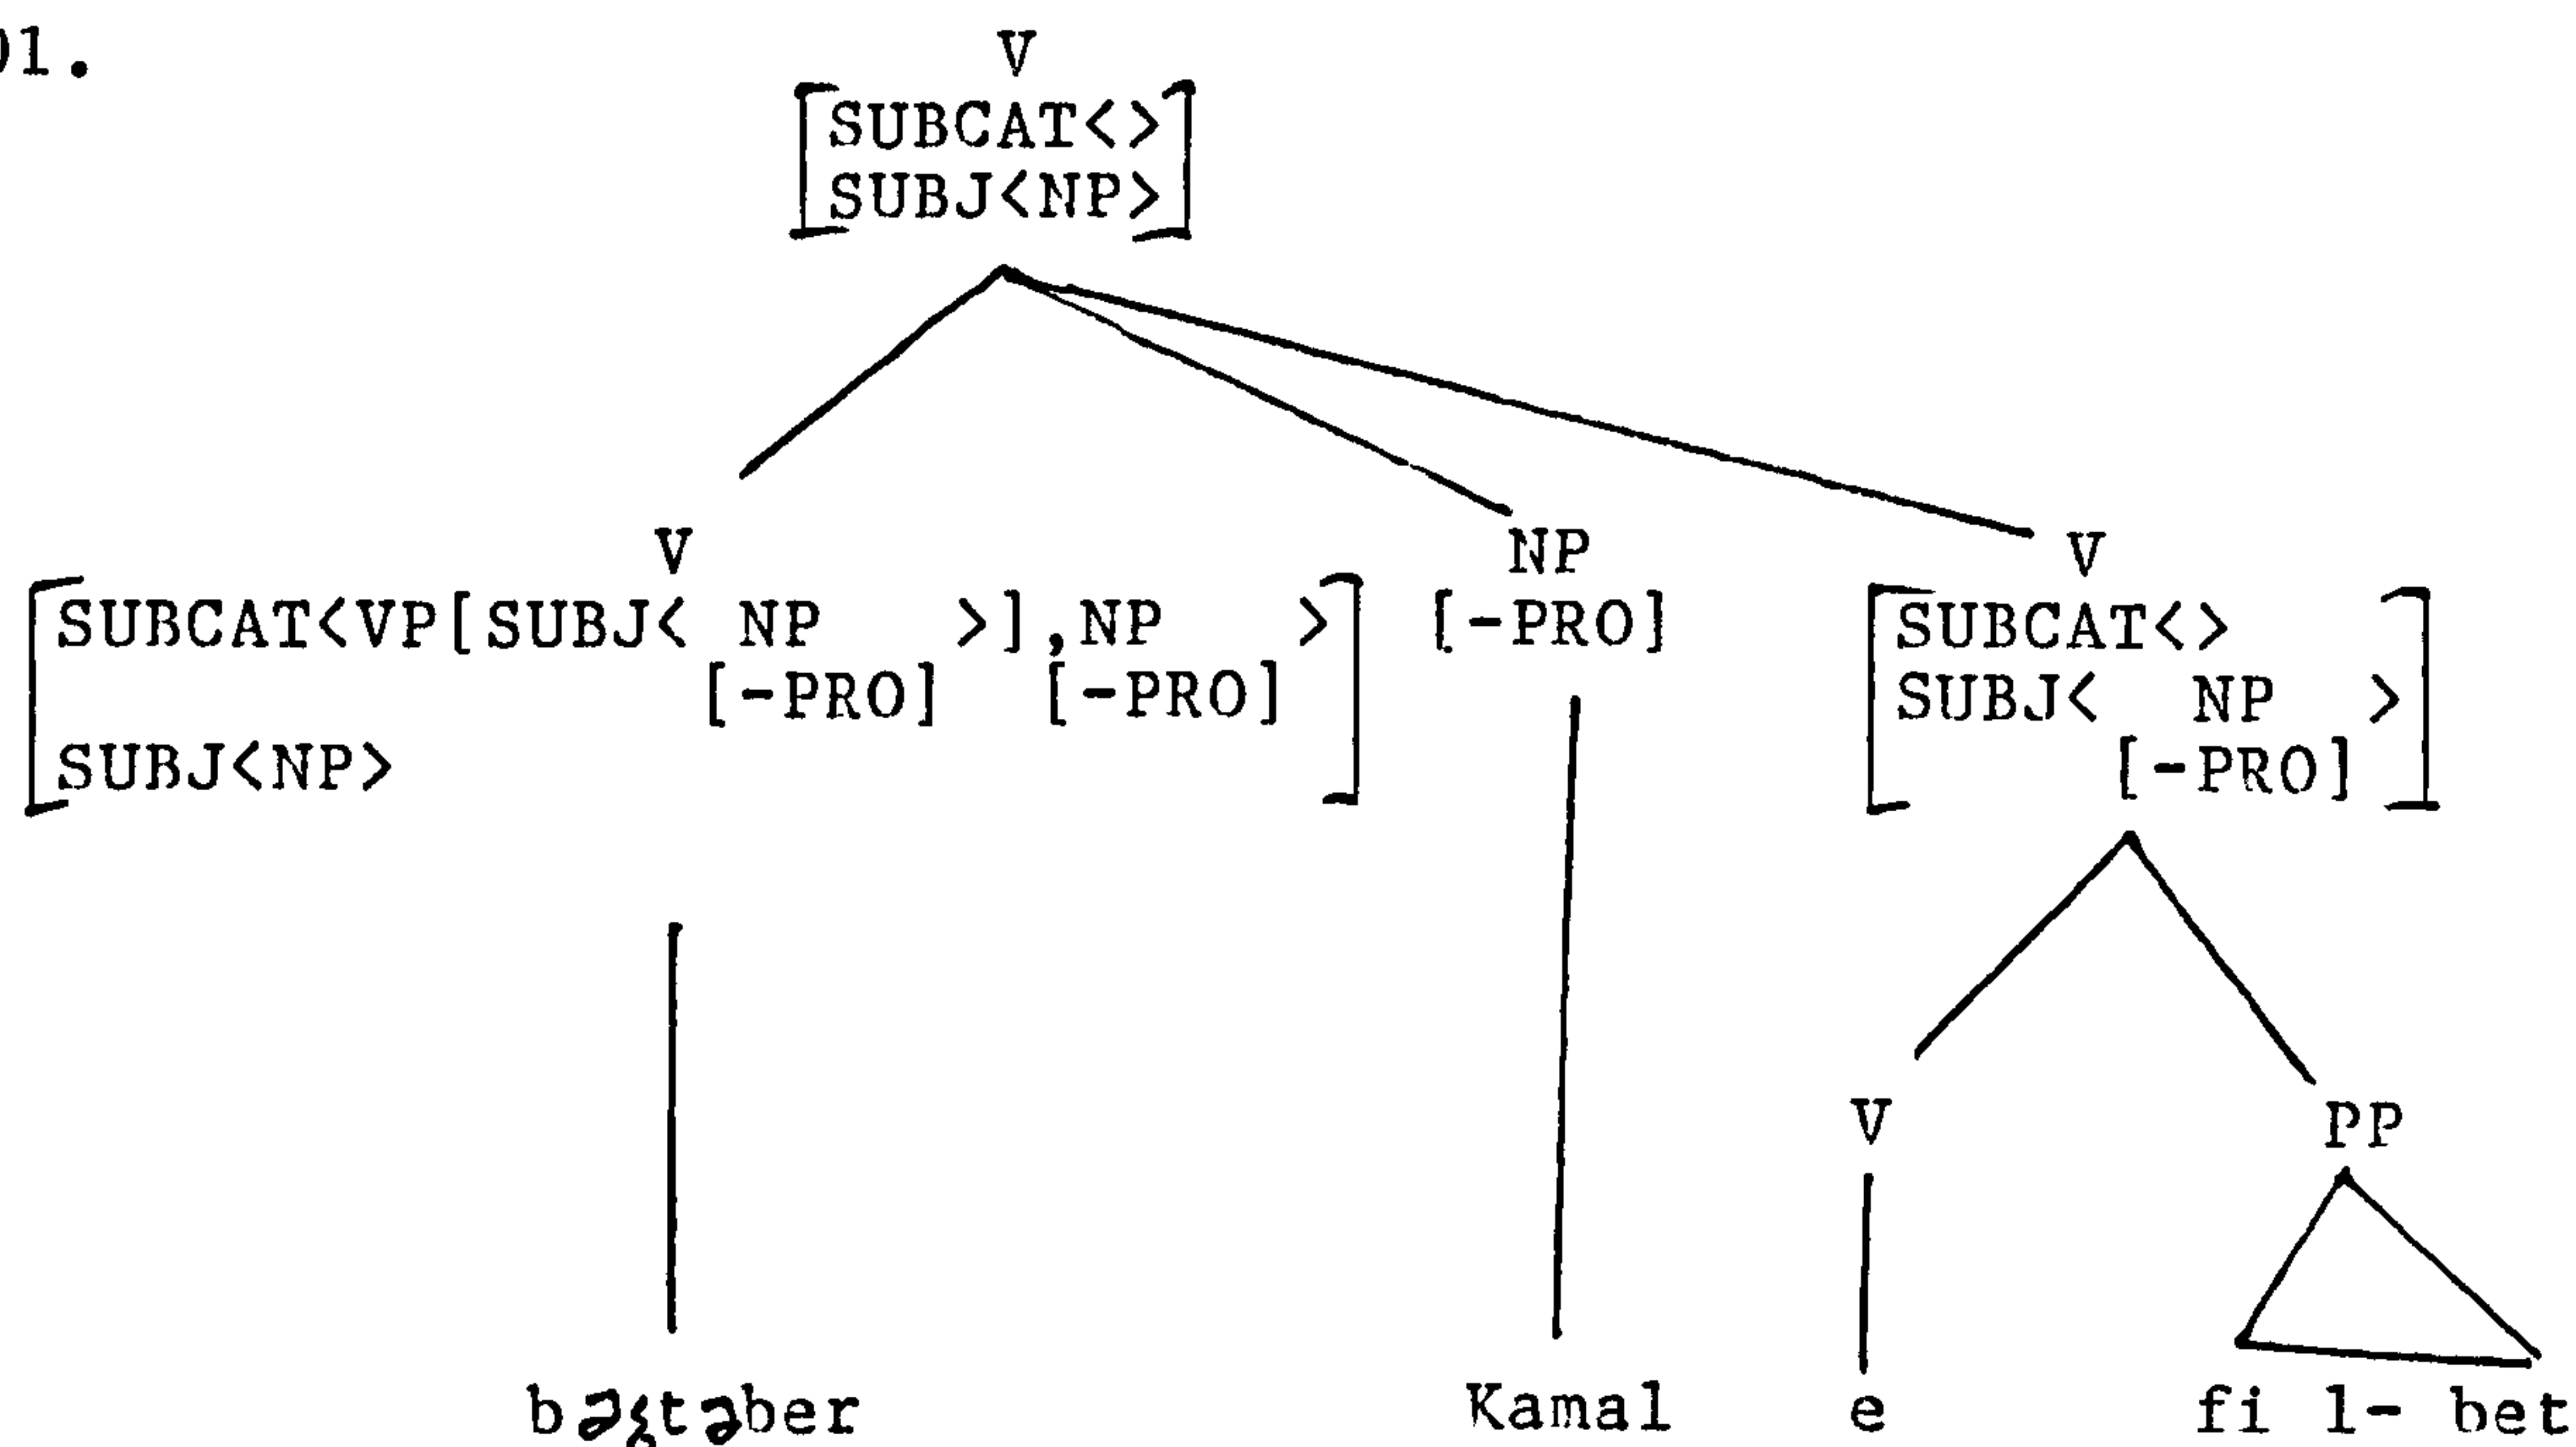 01.
V
SUBCAT<>
SUBJ<NP>
V NP V
SUBCAT<VP[SUBJ< NP >],NP > [-PRO] SUBCAT<>
[-PRO] [-PRO] SUBJ< NP >
SUBJ<NP> [-PRO]
V PP
bəʕtəber Kamal e fi l- bet